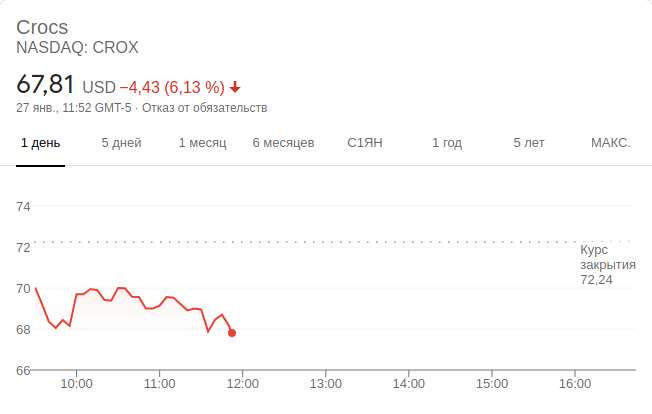 Crocs
NASDAQ: CROX
67,81 USD −4,43 (6,13 %)
27 янв., 11:52 GMT-5 · Отказ от обязательств
1 день 5 дней 1 месяц 6 месяцев С1ЯН 1 год 5 лет МАКС.
74
72
Курс
закрытия
72,24
70
68
66
10:00 11:00 12:00 13:00 14:00 15:00 16:00